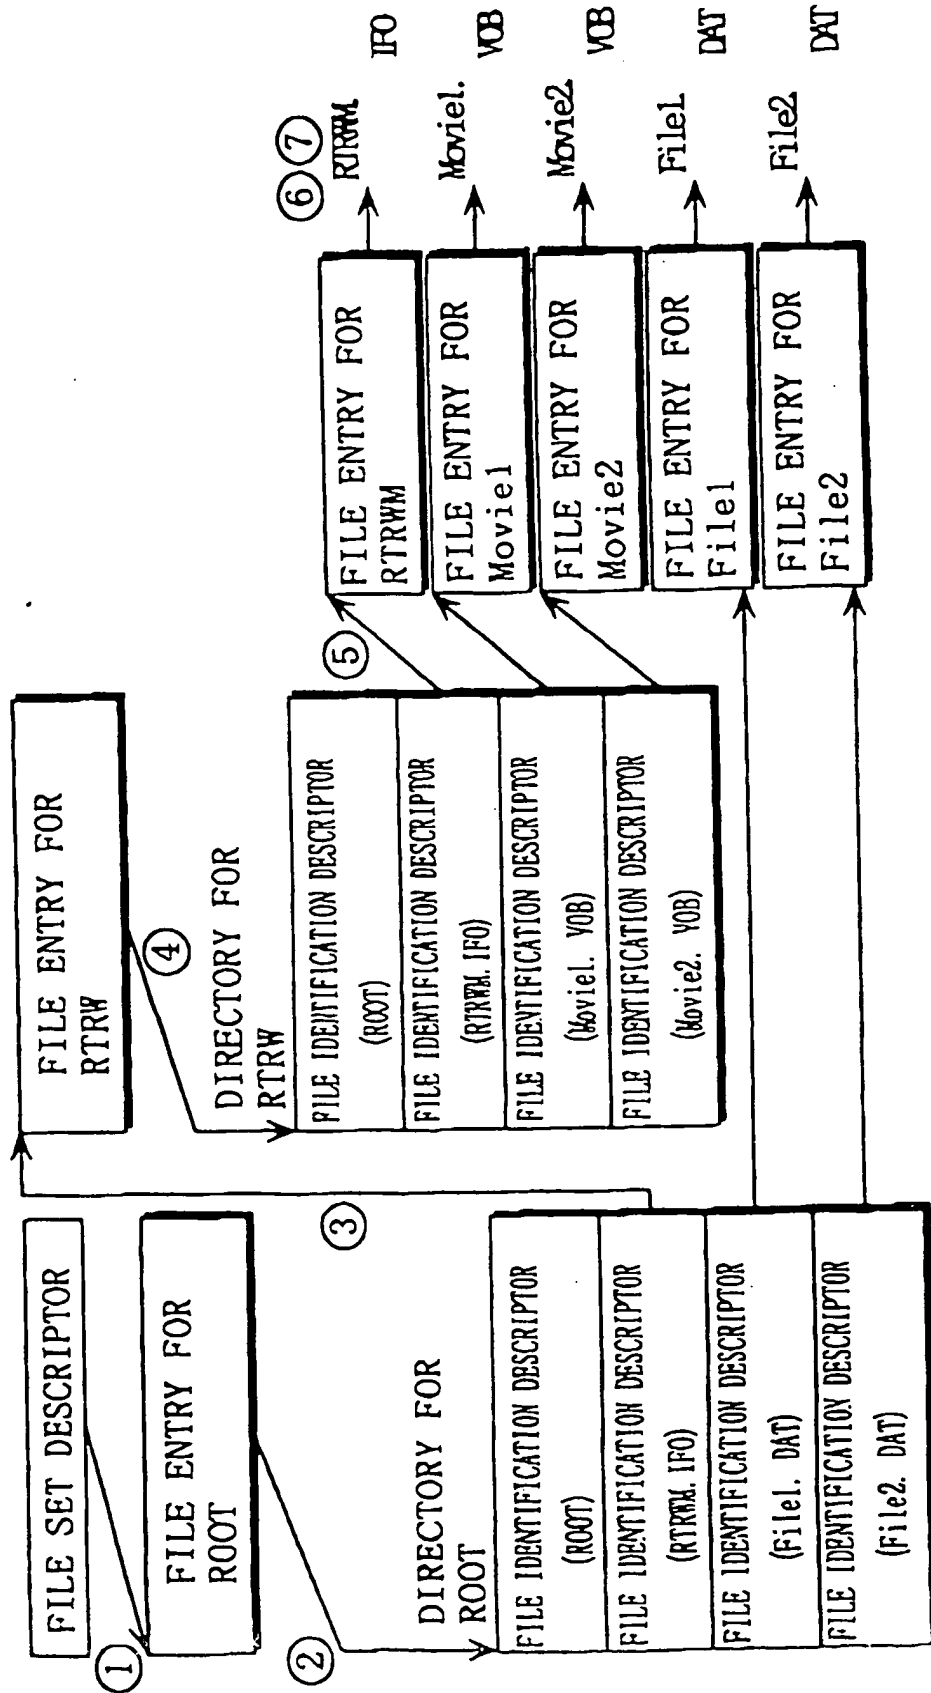 FILE SET DESCRIPTOR
①
FILE ENTRY FOR
ROOT
②
DIRECTORY FOR
ROOT
FILE IDENTIFICATION DESCRIPTOR
(ROOT)
FILE IDENTIFICATION DESCRIPTOR
(RTRWM. IFO)
FILE IDENTIFICATION DESCRIPTOR
(File1. DAT)
FILE IDENTIFICATION DESCRIPTOR
(File2. DAT)
③
FILE ENTRY FOR
RTRW
④
DIRECTORY FOR
RTRW
FILE IDENTIFICATION DESCRIPTOR
(ROOT)
FILE IDENTIFICATION DESCRIPTOR
(RTRWM. IFO)
FILE IDENTIFICATION DESCRIPTOR
(Movie1. VOB)
FILE IDENTIFICATION DESCRIPTOR
(Movie2. VOB)
⑤
FILE ENTRY FOR
RTRWM
FILE ENTRY FOR
Movie1
FILE ENTRY FOR
Movie2
FILE ENTRY FOR
File1
FILE ENTRY FOR
File2
⑥ ⑦
RTRWM.
IFO
Movie1.
VOB
Movie2.
VOB
File1.
DAT
File2.
DAT